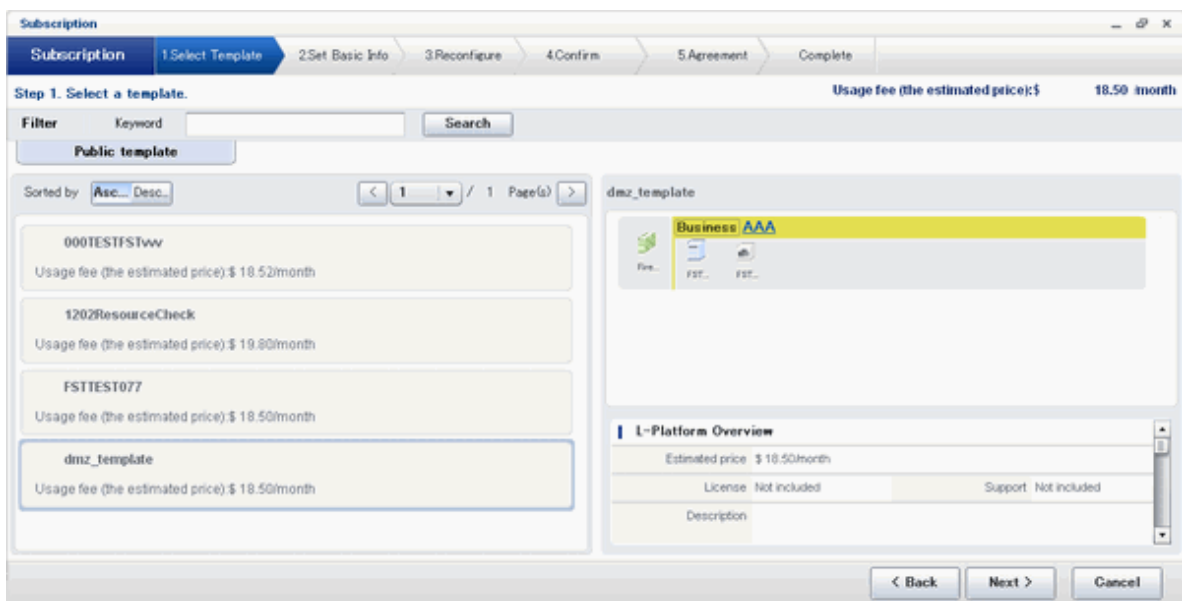 Subscription
Subscription 1.Select Template 2.Set Basic Info 3.Reconfigure 4.Confirm 5.Agreement Complete
Step 1. Select a template. Usage fee (the estimated price):$ 18.50 /month
Filter Keyword Search
Public template
Sorted by Asc... Desc.. < 1 / 1 Page(s) > dmz_template
Business AAA
000TESTFSTvvv
Usage fee (the estimated price):$ 18.52/month
Fire... FST... FST...
1202ResourceCheck
Usage fee (the estimated price):$ 19.80/month
FSTTEST077
Usage fee (the estimated price):$ 18.50/month
L-Platform Overview
dmz_template
Estimated price $ 18.50/month
Usage fee (the estimated price):$ 18.50/month
License Not included Support Not included
Description
< Back Next > Cancel